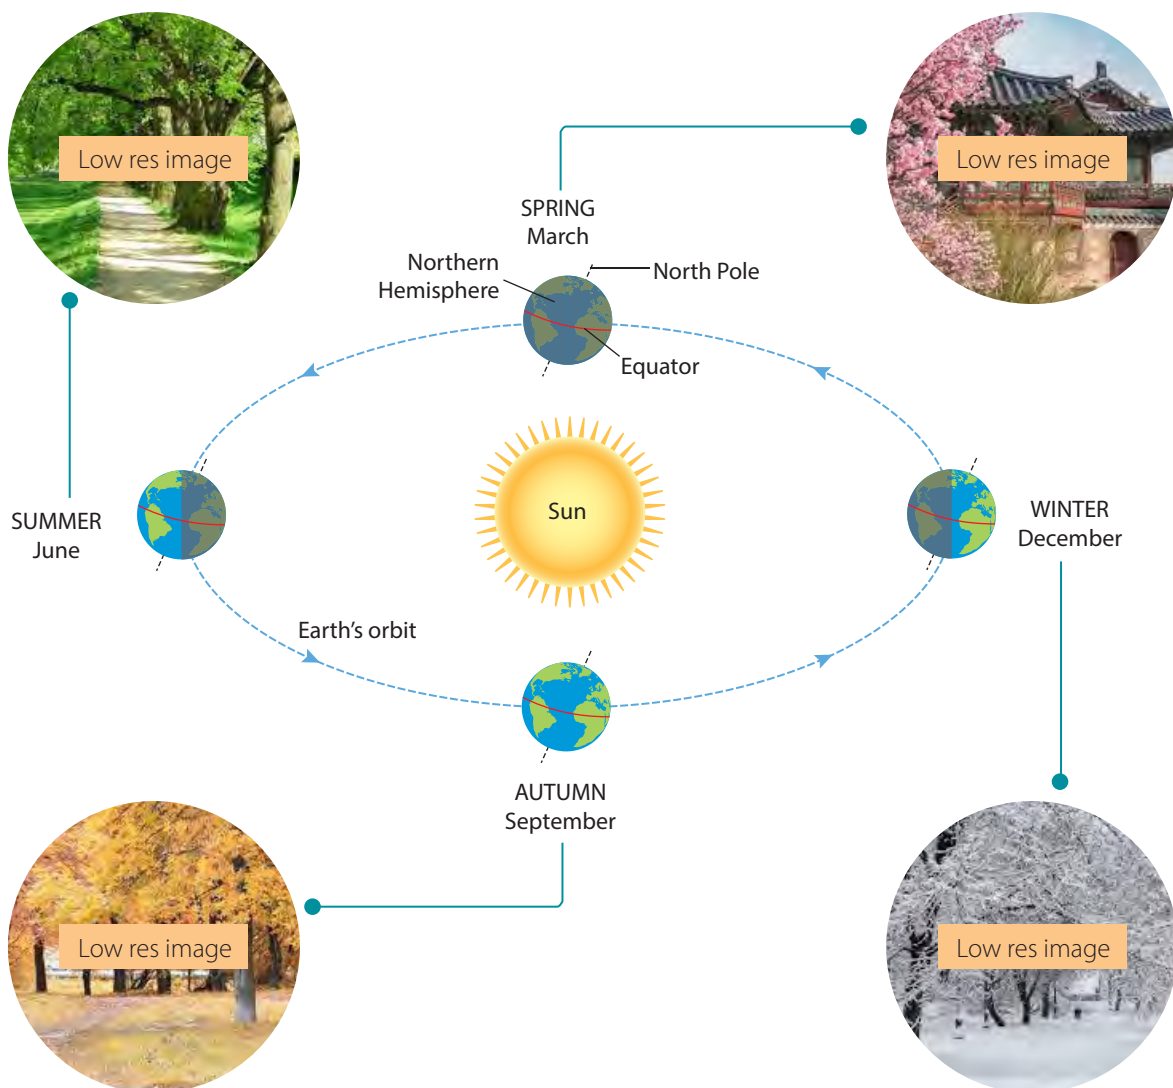 Low res image
Low res image
SPRING
March
Northern
Hemisphere
North Pole
Equator
SUMMER
June
Sun
WINTER
December
Earth's orbit
AUTUMN
September
Low res image
Low res image